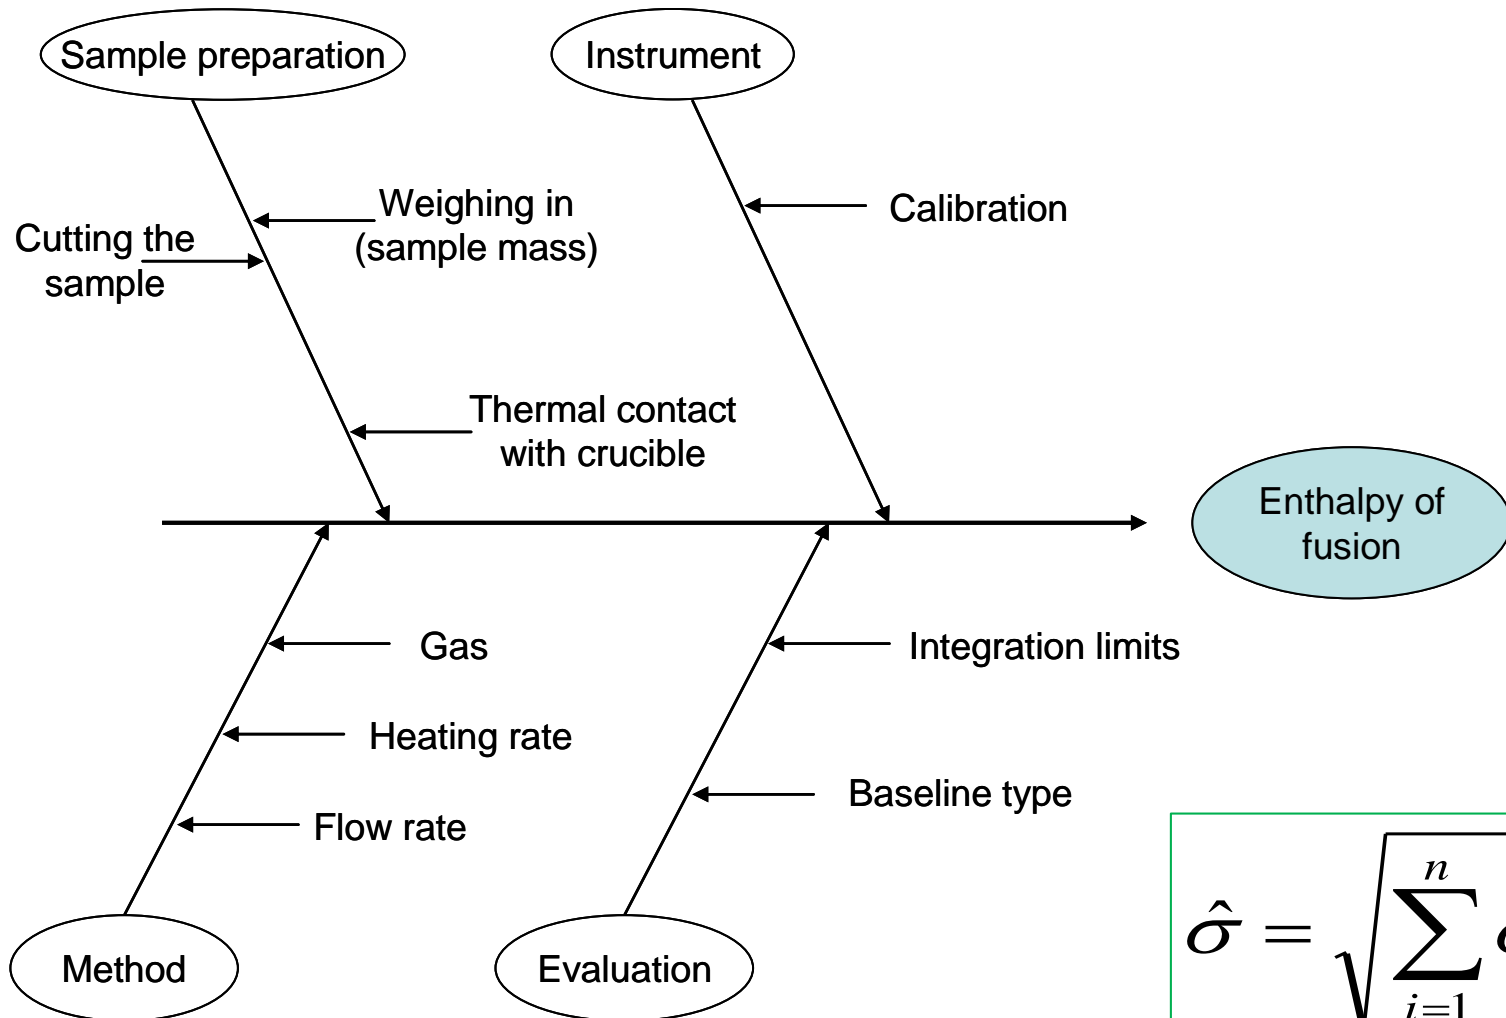 Sample preparation
Instrument
Weighing in
(sample mass)
Cutting the
sample
Calibration
Thermal contact
with crucible
Enthalpy of
fusion
Gas
Integration limits
Heating rate
Baseline type
Flow rate
Method
Evaluation
n
σ̂ = √∑
i=1